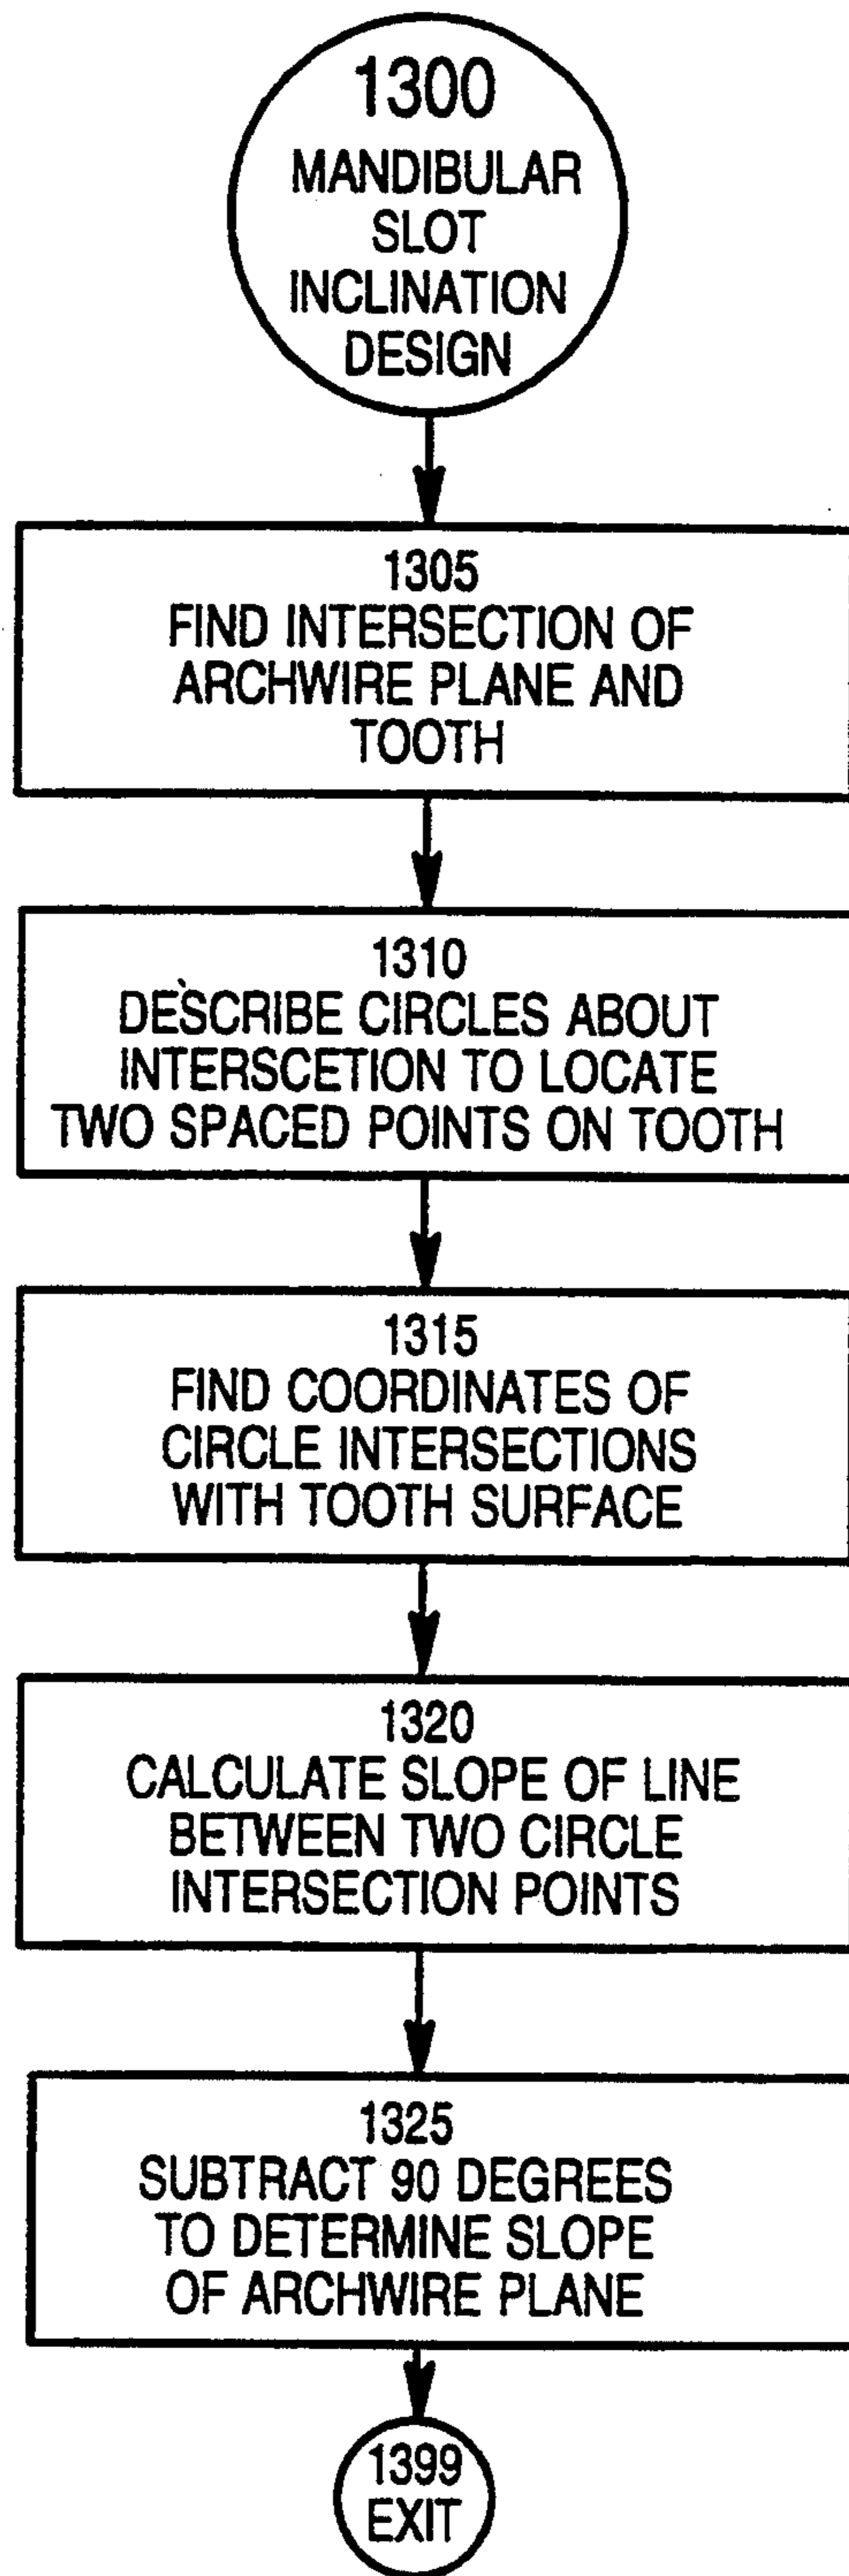 1300
MANDIBULAR
SLOT
INCLINATION
DESIGN
1305
FIND INTERSECTION OF
ARCHWIRE PLANE AND
TOOTH
1310
DESCRIBE CIRCLES ABOUT
INTERSCETION TO LOCATE
TWO SPACED POINTS ON TOOTH
1315
FIND COORDINATES OF
CIRCLE INTERSECTIONS
WITH TOOTH SURFACE
1320
CALCULATE SLOPE OF LINE
BETWEEN TWO CIRCLE
INTERSECTION POINTS
1325
SUBTRACT 90 DEGREES
TO DETERMINE SLOPE
OF ARCHWIRE PLANE
1399
EXIT